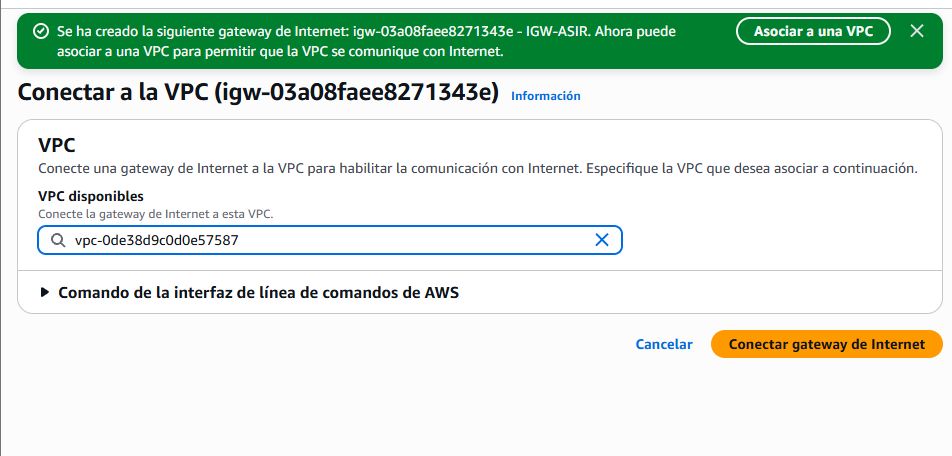 Se ha creado la siguiente gateway de Internet: igw-03a08faee8271343e - IGW-ASIR. Ahora puede
asociar a una VPC para permitir que la VPC se comunique con Internet.
Asociar a una VPC
Conectar a la VPC (igw-03a08faee8271343e)
Información
VPC
Conecte una gateway de Internet a la VPC para habilitar la comunicación con Internet. Especifique la VPC que desea asociar a continuación.
VPC disponibles
Conecte la gateway de Internet a esta VPC.
vpc-0de38d9c0d0e57587
Comando de la interfaz de línea de comandos de AWS
Cancelar
Conectar gateway de Internet